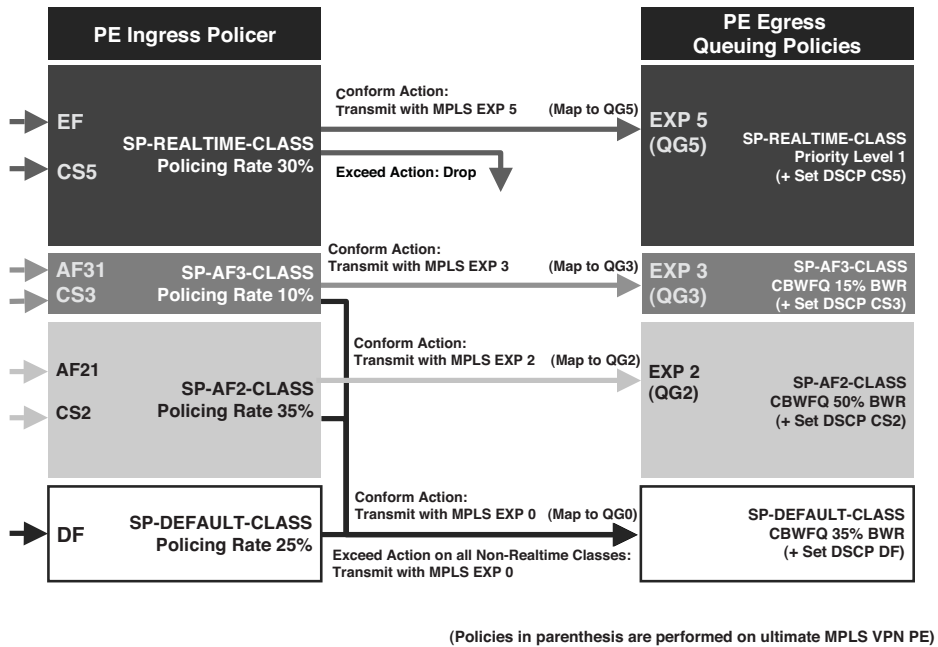 PE Ingress Policer
PE Egress
Queuing Policies
EF
CS5
SP-REALTIME-CLASS
Policing Rate 30%
Conform Action:
Transmit with MPLS EXP 5 (Map to QG5)
Exceed Action: Drop
EXP 5
(QG5)
SP-REALTIME-CLASS
Priority Level 1
(+ Set DSCP CS5)
AF31
CS3
SP-AF3-CLASS
Policing Rate 10%
Conform Action:
Transmit with MPLS EXP 3 (Map to QG3)
EXP 3
(QG3)
SP-AF3-CLASS
CBWFQ 15% BWR
(+ Set DSCP CS3)
AF21
CS2
SP-AF2-CLASS
Policing Rate 35%
Conform Action:
Transmit with MPLS EXP 2 (Map to QG2)
EXP 2
(QG2)
SP-AF2-CLASS
CBWFQ 50% BWR
(+ Set DSCP CS2)
DF
SP-DEFAULT-CLASS
Policing Rate 25%
Conform Action:
Transmit with MPLS EXP 0 (Map to QG0)
Exceed Action on all Non-Realtime Classes:
Transmit with MPLS EXP 0
SP-DEFAULT-CLASS
CBWFQ 35% BWR
(+ Set DSCP DF)
(Policies in parenthesis are performed on ultimate MPLS VPN PE)